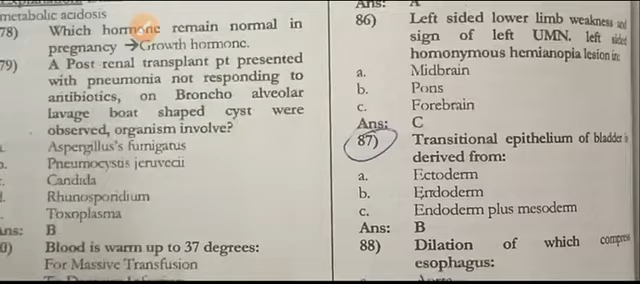 metabolic acidosis
78) Which hormone remain normal in
pregnancy →Growth hormone.
79) A Post renal transplant pt presented
with pneumonia not responding to
antibiotics, on Broncho alveolar
lavage boat shaped cyst were
observed, organism involve?
Aspergillus's fumigatus
Pneumocystis jeruvecii
Candida
Rhunosporidium
Toxnoplasma
Ans: B
Blood is warm up to 37 degrees:
For Massive Transfusion
Ans: A
86) Left sided lower limb weakness and
sign of left UMN. left sided
homonymous hemianopia lesion in:
a. Midbrain
b. Pons
c. Forebrain
Ans: C
87) Transitional epithelium of bladder is
derived from:
a. Ectoderm
b. Endoderm
c. Endoderm plus mesoderm
Ans: B
88) Dilation of which compress
esophagus: